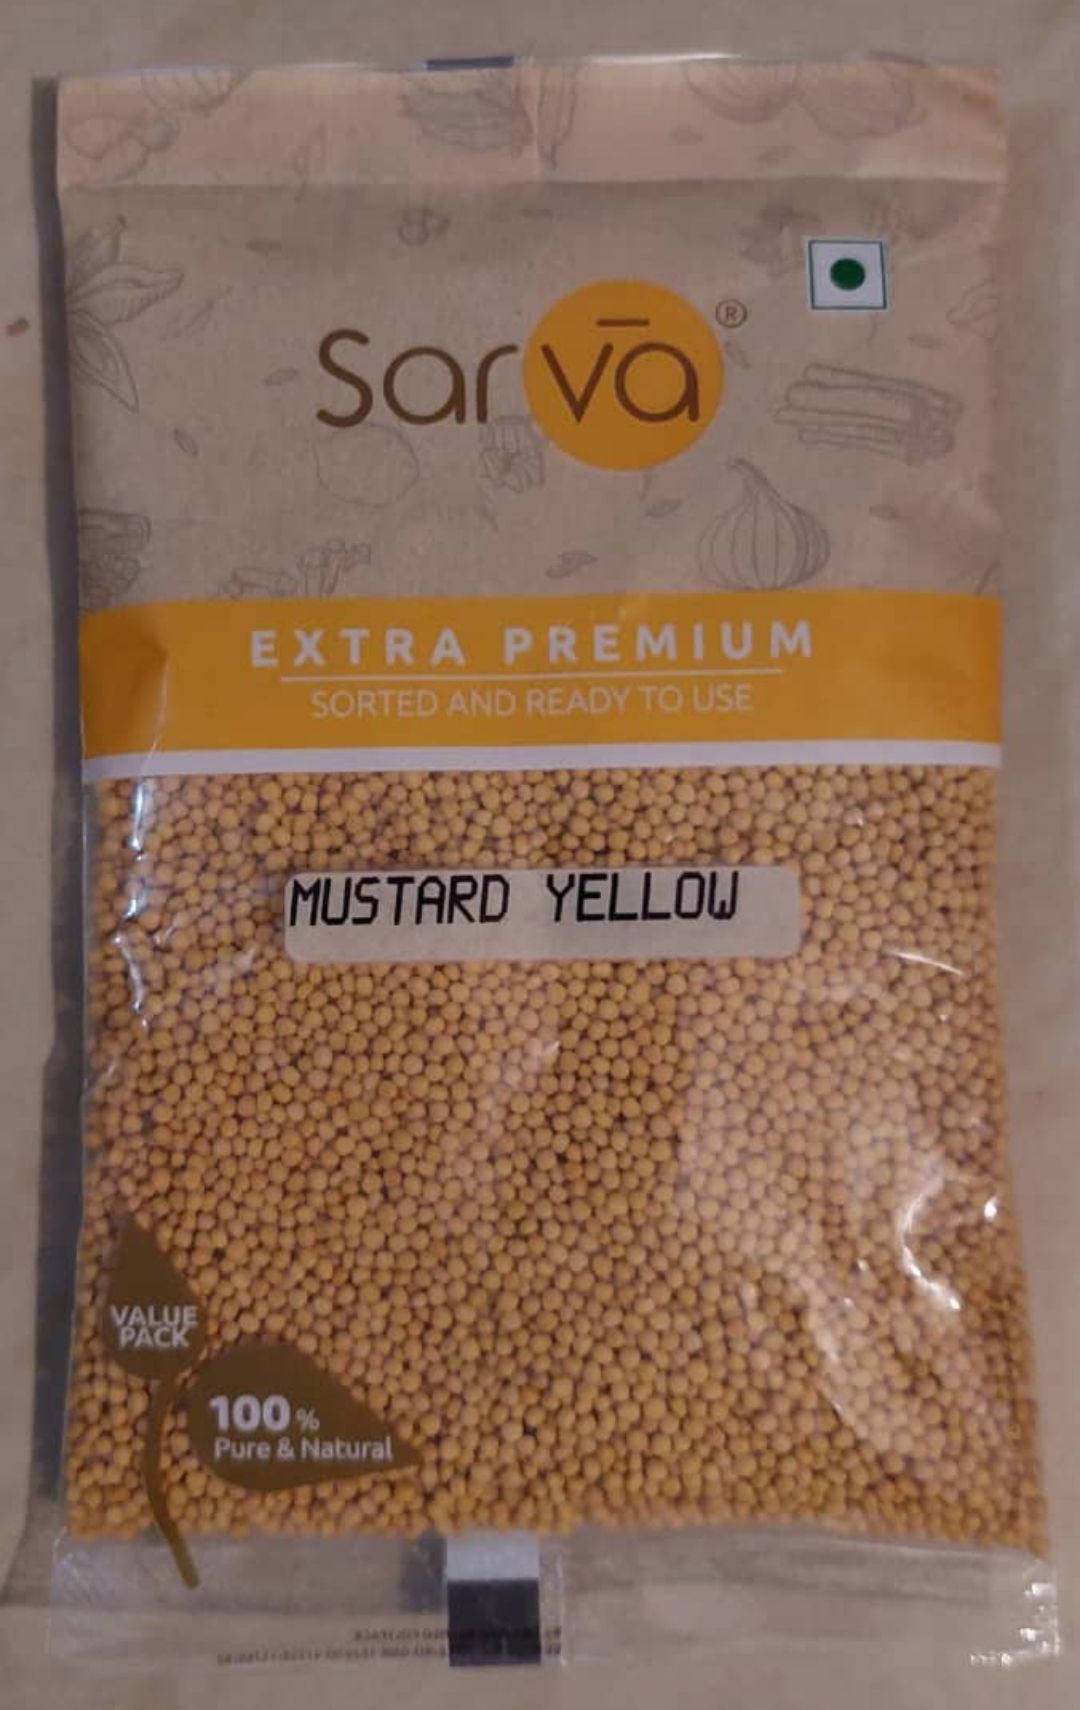 Sarvā
®
EXTRA PREMIUM
SORTED AND READY TO USE
MUSTARD YELLOW
VALUE
PACK
100%
Pure & Natural